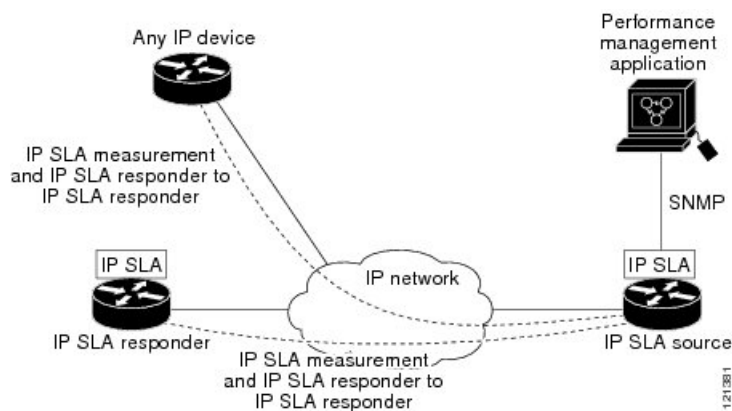 Any IP device
Performance
management
application
IP SLA measurement
and IP SLA responder to
IP SLA responder
SNMP
IP SLA
IP network
IP SLA
IP SLA responder
IP SLA source
IP SLA measurement
and IP SLA responder to
IP SLA responder
121381